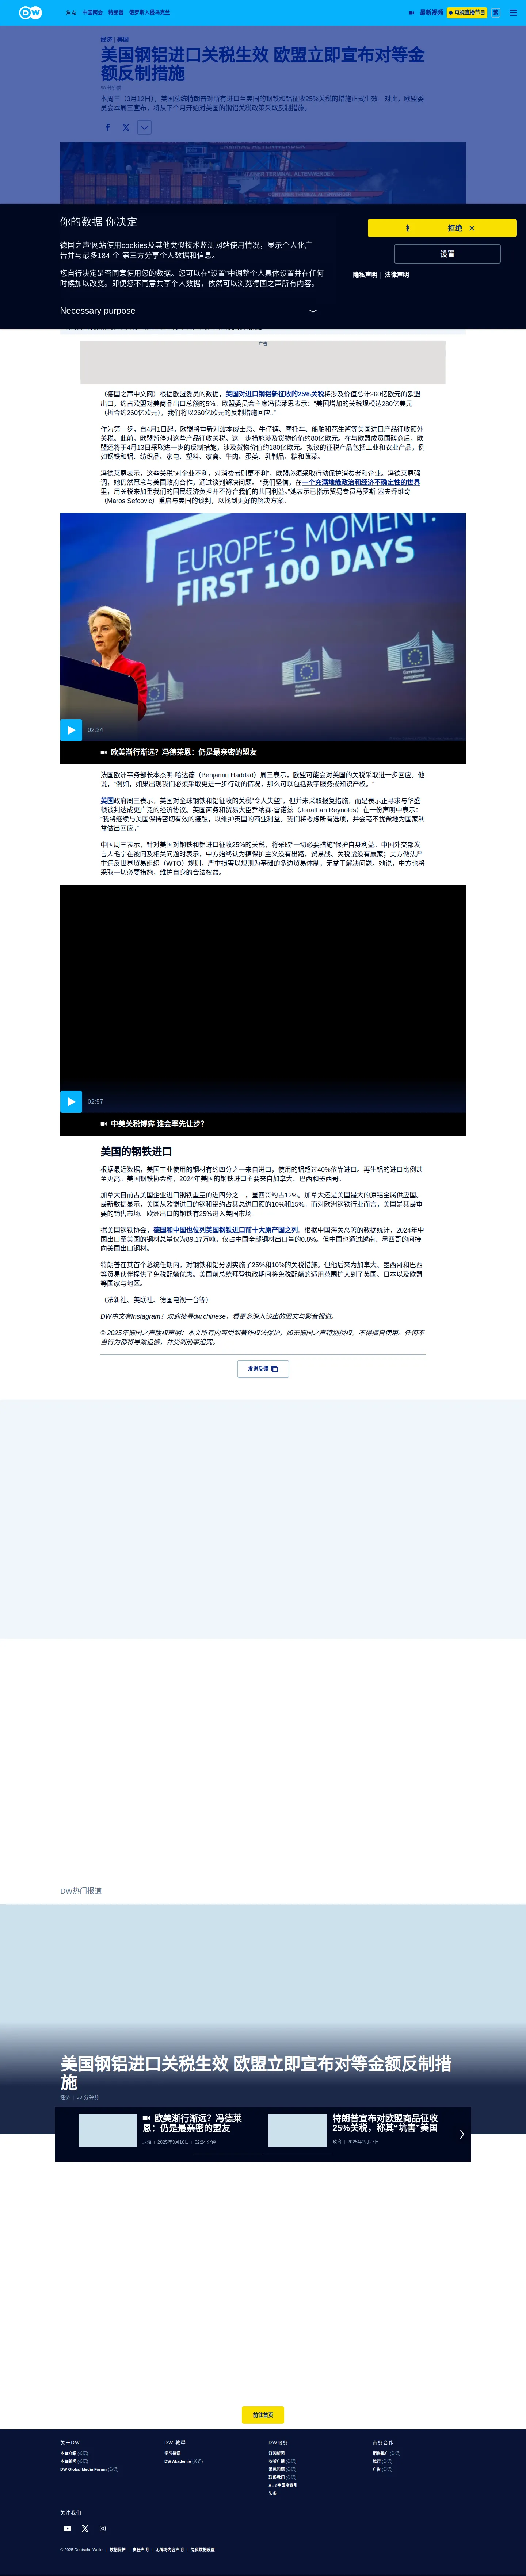 DW
焦点 中国两会 特朗普 俄罗斯入侵乌克兰
最新视频 电视直播节目 繁
经济 | 美国
美国钢铝进口关税生效 欧盟立即宣布对等金
额反制措施
本周三（3月12日），美国总统特朗普对所有进口至美国的钢铁和铝征收25%关税的措施正式生效。对此，欧盟委
员会本周三宣布，将从下个月开始对美国的钢铝关税政策采取反制措施。
你的数据 你决定
德国之声‘网站使用cookies及其他类似技术监测网站使用情况，显示个人化广
告并与最多184 个;第三方分享个人数据和信息。
您自行决定是否同意使用您的数据。您可以在“设置”中调整个人具体设置并在任何
时候加以改变。即便您不同意共享个人数据，依然可以浏览德国之声所有内容。
Necessary purpose
拒绝
设置
隐私声明 | 法律声明
广告
（德国之声中文网）根据欧盟委员的数据，美国对进口钢铝新征收的25%关税将涉及价值总计260亿欧元的欧盟
出口，约占欧盟对美商品出口总额的5%。欧盟委员会主席冯德莱恩表示：“美国增加的关税规模达280亿美元
（折合约260亿欧元），我们将以260亿欧元的反制措施回应。”
作为第一步，自4月1日起，欧盟将重新对波本威士忌、牛仔裤、摩托车、船舶和花生酱等美国进口产品征收额外
关税。此前，欧盟暂停对这些产品征收关税。这一步措施涉及货物价值约80亿欧元。在与欧盟成员国磋商后，欧
盟还将于4月13日采取进一步的反制措施，涉及货物价值约180亿欧元。拟议的征税产品包括工业和农业产品，例
如钢铁和铝、纺织品、家电、塑料、家禽、牛肉、蛋类、乳制品、糖和蔬菜。
冯德莱恩表示，这些关税“对企业不利，对消费者则更不利”，欧盟必须采取行动保护消费者和企业。冯德莱恩强
调，她仍然愿意与美国政府合作，通过谈判解决问题。 “我们坚信，在一个充满地缘政治和经济不确定性的世界
里，用关税来加重我们的国民经济负担并不符合我们的共同利益。”她表示已指示贸易专员马罗斯·塞夫乔维奇
（Maros Sefcovic）重启与美国的谈判，以找到更好的解决方案。
EUROPE'S MOMENT:
FIRST 100 DAYS
02:24
欧美渐行渐远？冯德莱恩：仍是最亲密的盟友
法国欧洲事务部长本杰明·哈达德（Benjamin Haddad）周三表示，欧盟可能会对美国的关税采取进一步回应。他
说，“例如，如果出现我们必须采取更进一步行动的情况，那么可以包括数字服务或知识产权。”
英国政府周三表示，美国对全球钢铁和铝征收的关税“令人失望”，但并未采取报复措施，而是表示正寻求与华盛
顿谈判达成更广泛的经济协议。英国商务和贸易大臣乔纳森·雷诺兹（Jonathan Reynolds）在一份声明中表示：
“我将继续与美国保持密切有效的接触，以维护英国的商业利益。我们将考虑所有选项，并会毫不犹豫地为国家利
益做出回应。”
中国周三表示，针对美国对钢铁和铝进口征收25%的关税，将采取“一切必要措施”保护自身利益。中国外交部发
言人毛宁在被问及相关问题时表示，中方始终认为搞保护主义没有出路，贸易战、关税战没有赢家；美方做法严
重违反世界贸易组织（WTO）规则，严重损害以规则为基础的多边贸易体制，无益于解决问题。她说，中方也将
采取一切必要措施，维护自身的合法权益。
02:57
中美关税博弈 谁会率先让步？
美国的钢铁进口
根据最近数据，美国工业使用的钢材有约四分之一来自进口，使用的铝超过40%依靠进口。再生铝的进口比例甚
至更高。美国钢铁协会称，2024年美国的钢铁进口主要来自加拿大、巴西和墨西哥。
加拿大目前占美国企业进口钢铁重量的近四分之一，墨西哥约占12%。加拿大还是美国最大的原铝金属供应国。
最新数据显示，美国从欧盟进口的钢和铝约占其总进口额的10%和15%。而对欧洲钢铁行业而言，美国是其最重
要的销售市场。欧洲出口的钢铁有25%进入美国市场。
据美国钢铁协会，德国和中国也位列美国钢铁进口前十大原产国之列。根据中国海关总署的数据统计，2024年中
国出口至美国的钢材总量仅为89.17万吨，仅占中国全部钢材出口量的0.8%。但中国也通过越南、墨西哥的间接
向美国出口钢材。
特朗普在其首个总统任期内，对钢铁和铝分别实施了25%和10%的关税措施。但他后来为加拿大、墨西哥和巴西
等贸易伙伴提供了免税配额优惠。美国前总统拜登执政期间将免税配额的适用范围扩大到了英国、日本以及欧盟
等国家与地区。
（法新社、美联社、德国电视一台等）
DW中文有Instagram！欢迎搜寻dw.chinese，看更多深入浅出的图文与影音报道。
© 2025年德国之声版权声明：本文所有内容受到著作权法保护，如无德国之声特别授权，不得擅自使用。任何不
当行为都将导致追偿，并受到刑事追究。
发送反馈
DW热门报道
美国钢铝进口关税生效 欧盟立即宣布对等金额反制措
施
经济 | 56 分钟前
欧美渐行渐远？冯德莱
恩：仍是最亲密的盟友
政治 | 2025年3月10日 | 02:24 分钟
特朗普宣布对欧盟商品征收
25%关税，称其“坑害”美国
政治 | 2025年2月27日
前往首页
关于DW
本台介绍 (英语)
本台新闻 (英语)
DW Global Media Forum (英语)
DW 教学
学习德语
DW Akademie (英语)
DW服务
订阅新闻
收听广播 (英语)
常见问题 (英语)
联系我们 (英语)
A - Z字母序索引
头条
商务合作
销售推广 (英语)
旅行 (英语)
广告 (英语)
关注我们
© 2025 Deutsche Welle | 数据保护 | 责任声明 | 无障碍内容声明 | 隐私数据设置